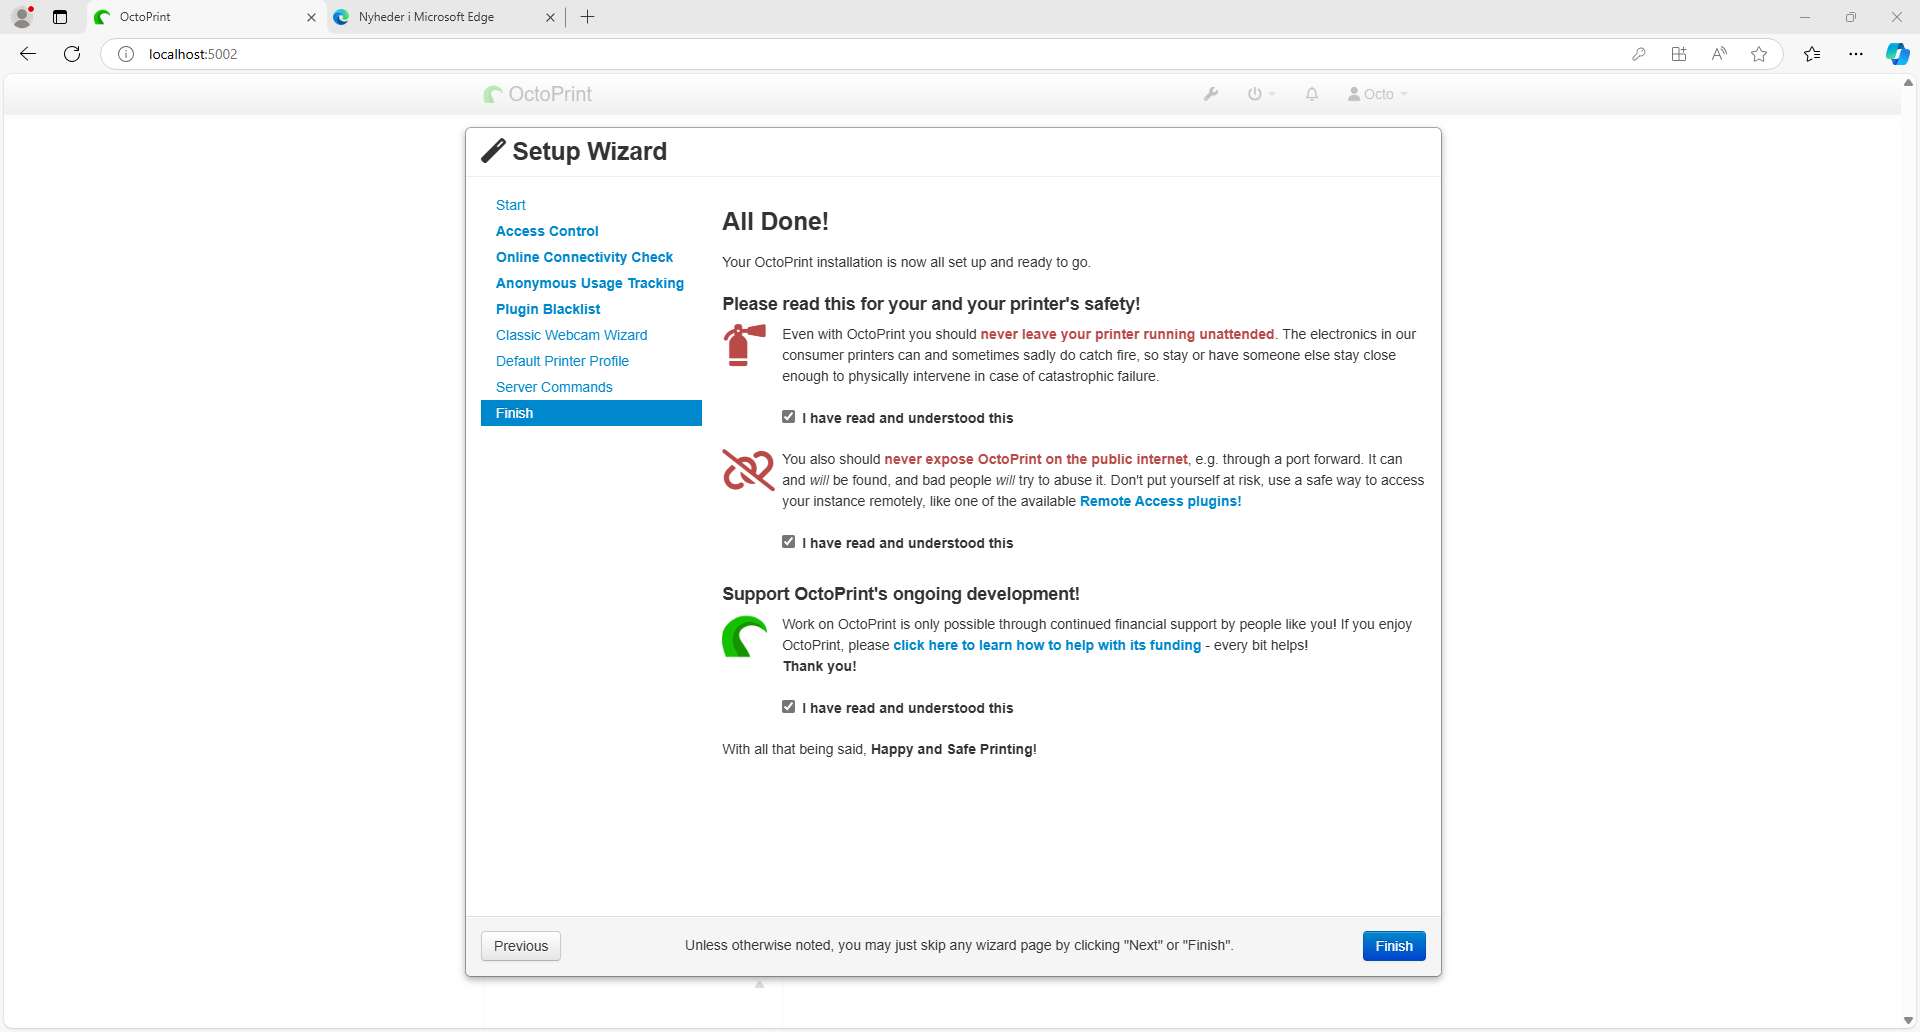 OctoPrint
Nyheder i Microsoft Edge
localhost:5002
OctoPrint
Octo
Setup Wizard
Start
Access Control
Online Connectivity Check
Anonymous Usage Tracking
Plugin Blacklist
Classic Webcam Wizard
Default Printer Profile
Server Commands
Finish
All Done!
Your OctoPrint installation is now all set up and ready to go.
Please read this for your and your printer's safety!
Even with OctoPrint you should never leave your printer running unattended. The electronics in our
consumer printers can and sometimes sadly do catch fire, so stay or have someone else stay close
enough to physically intervene in case of catastrophic failure.
I have read and understood this
You also should never expose OctoPrint on the public internet, e.g. through a port forward. It can
and will be found, and bad people will try to abuse it. Don't put yourself at risk, use a safe way to access
your instance remotely, like one of the available Remote Access plugins!
I have read and understood this
Support OctoPrint's ongoing development!
Work on OctoPrint is only possible through continued financial support by people like you! If you enjoy
OctoPrint, please click here to learn how to help with its funding - every bit helps!
Thank you!
I have read and understood this
With all that being said, Happy and Safe Printing!
Previous
Unless otherwise noted, you may just skip any wizard page by clicking "Next" or "Finish".
Finish